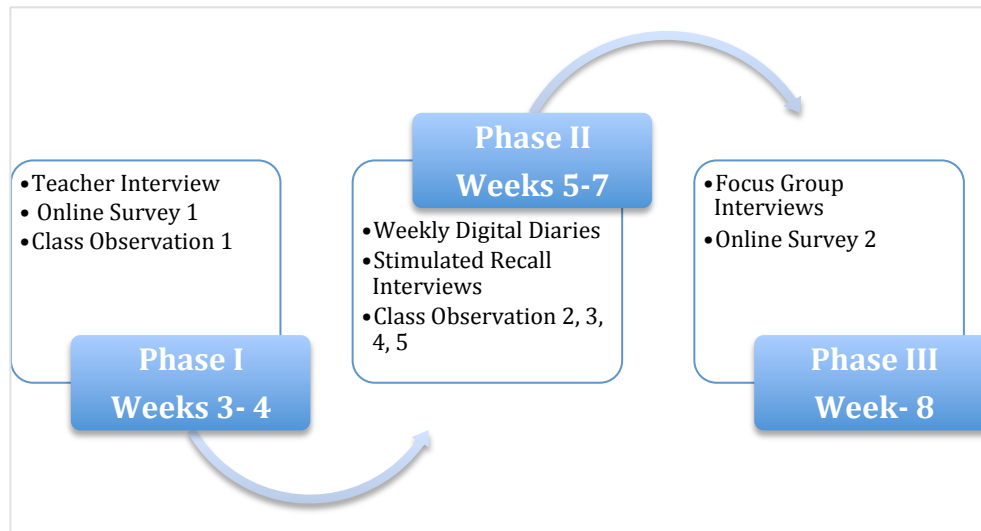 •Teacher Interview
• Online Survey 1
•Class Observation 1
Phase I
Weeks 3- 4
Phase II
Weeks 5-7
•Weekly Digital Diaries
•Stimulated Recall
Interviews
•Class Observation 2, 3,
4, 5
•Focus Group
Interviews
•Online Survey 2
Phase III
Week- 8